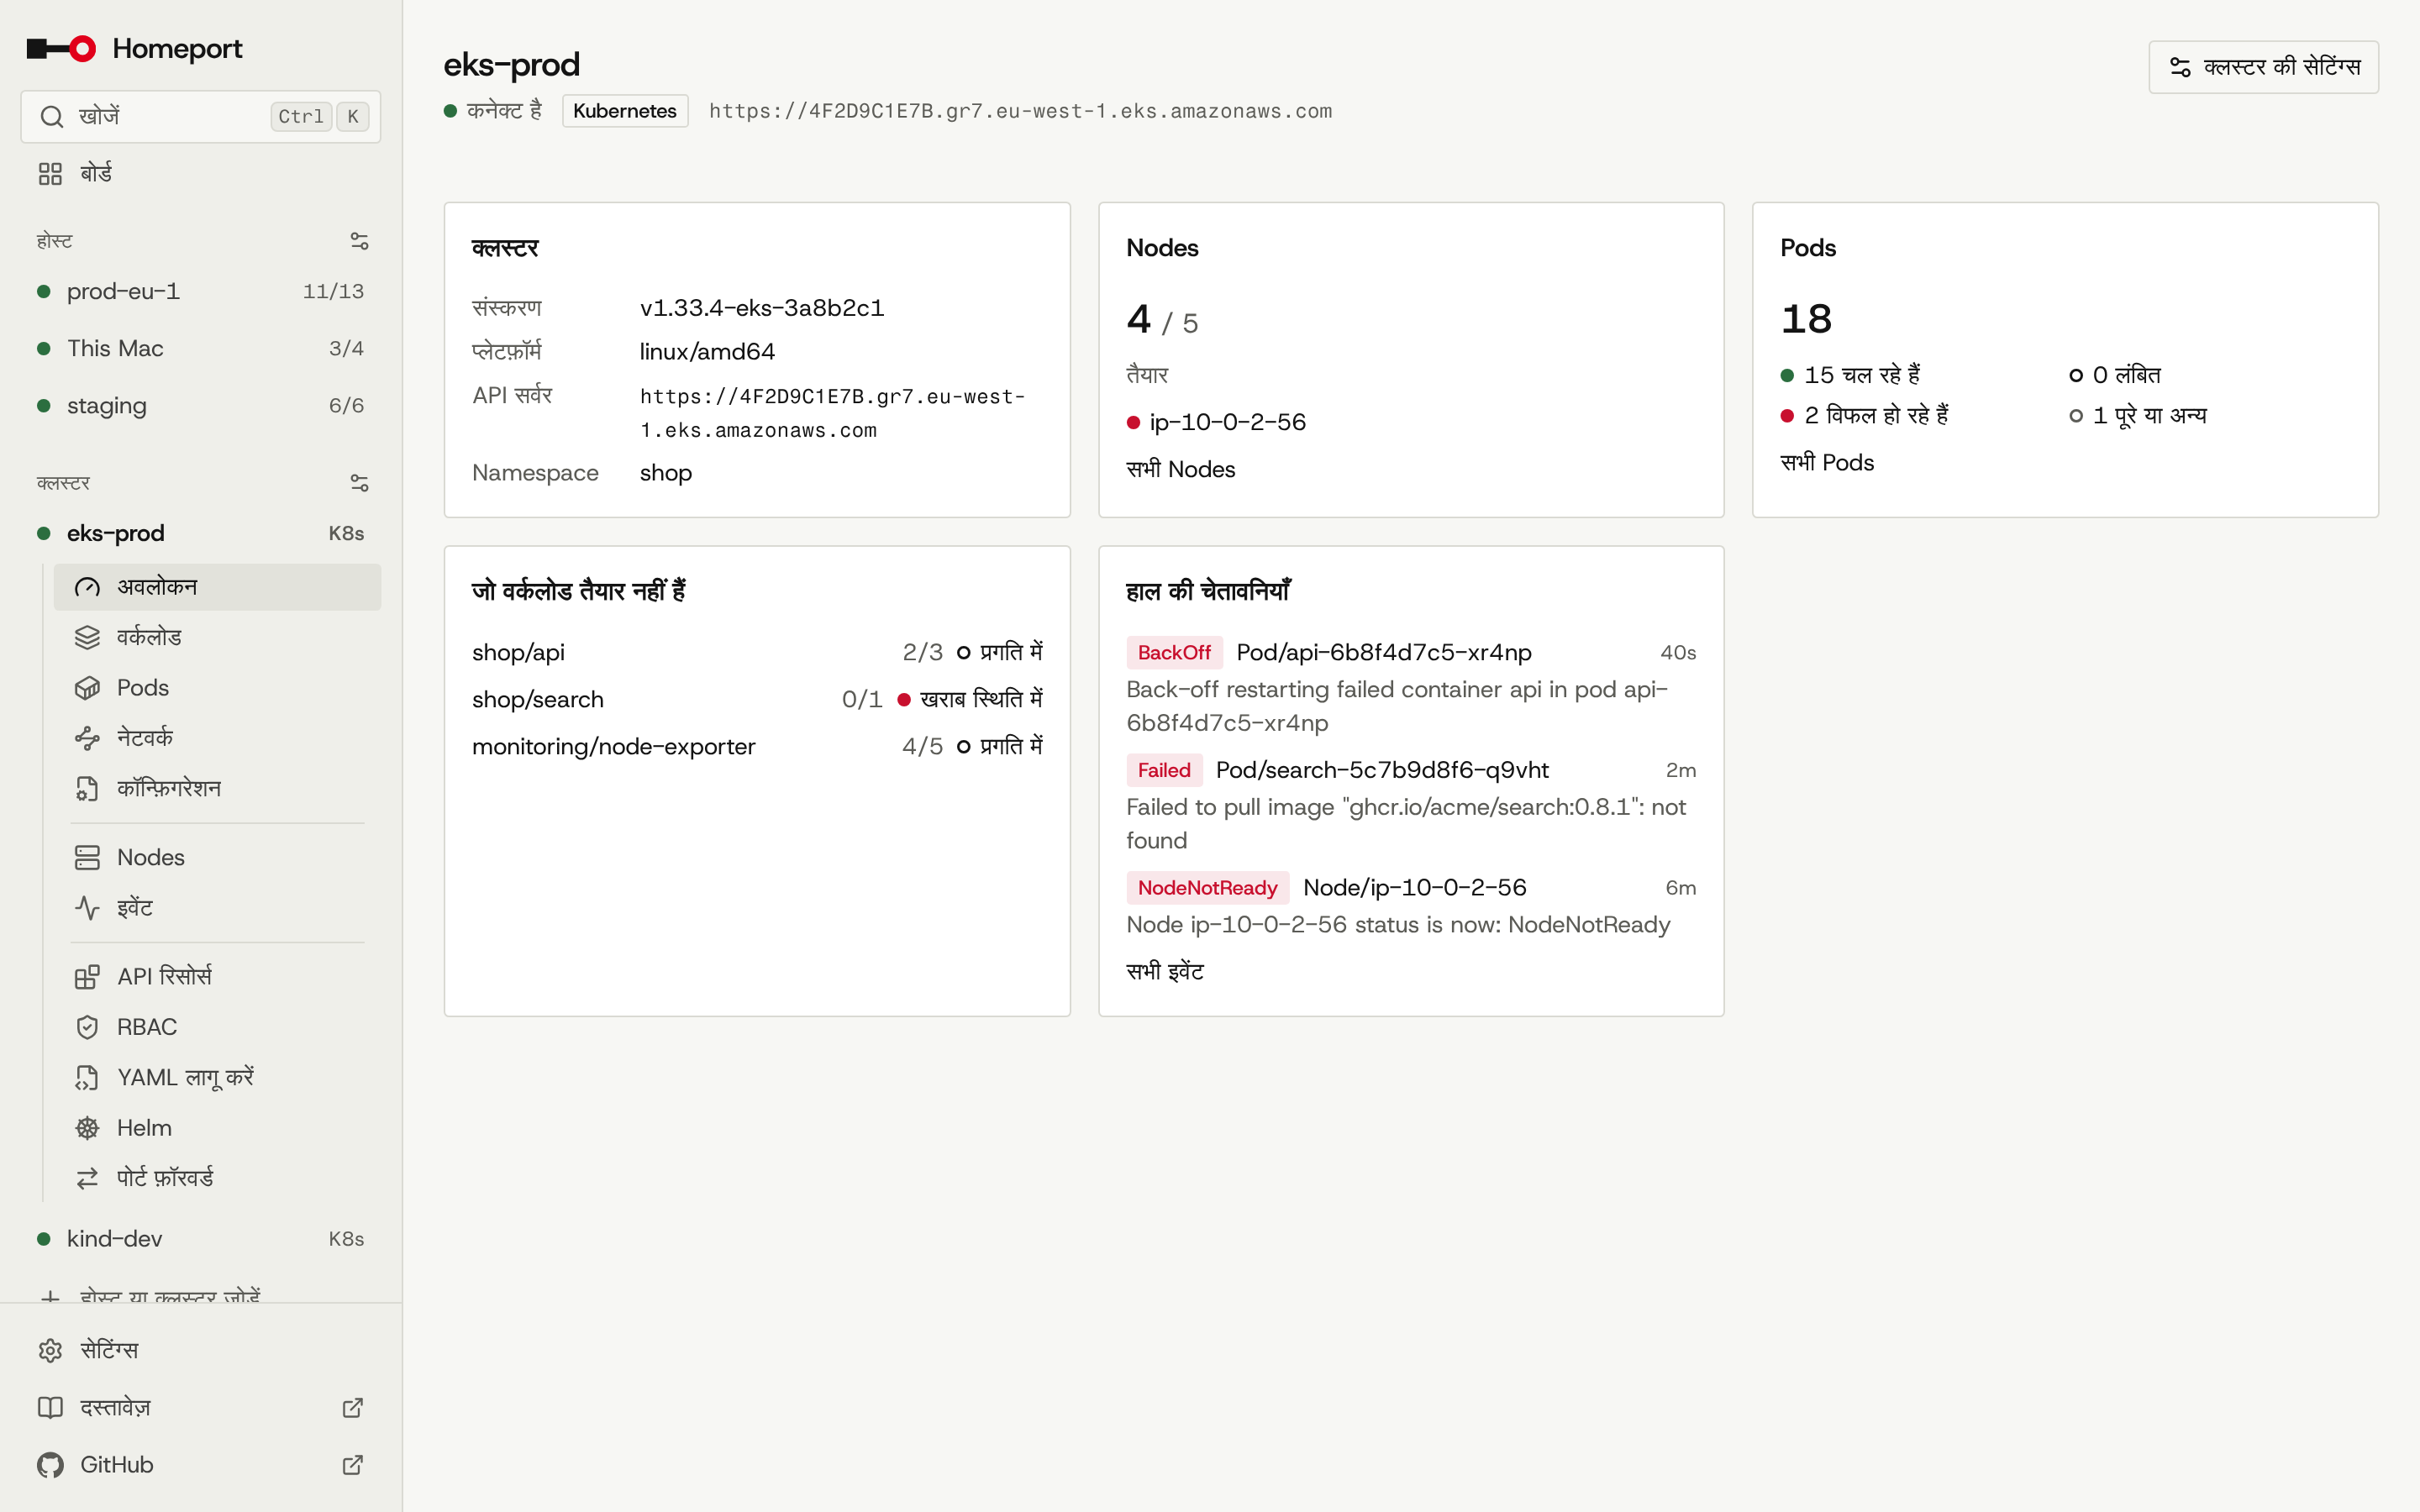 Homeport
खोजें Ctrl K
बोर्ड
होस्ट
prod-eu-1 11/13
This Mac 3/4
staging 6/6
क्लस्टर
eks-prod K8s
अवलोकन
वर्कलोड
Pods
नेटवर्क
कॉन्फ़िगरेशन
Nodes
इवेंट
API रिसोर्स
RBAC
YAML लागू करें
Helm
पोर्ट फ़ॉरवर्ड
kind-dev K8s
होस्ट या क्लस्टर जोड़ें
सेटिंग्स
दस्तावेज़
GitHub
eks-prod
कनेक्ट है Kubernetes https://4F2D9C1E7B.gr7.eu-west-1.eks.amazonaws.com
क्लस्टर की सेटिंग्स
क्लस्टर
संस्करण v1.33.4-eks-3a8b2c1
प्लेटफ़ॉर्म linux/amd64
API सर्वर https://4F2D9C1E7B.gr7.eu-west-
1.eks.amazonaws.com
Namespace shop
Nodes
4 / 5
तैयार
ip-10-0-2-56
सभी Nodes
Pods
18
15 चल रहे हैं 0 लंबित
2 विफल हो रहे हैं 1 पूरे या अन्य
सभी Pods
जो वर्कलोड तैयार नहीं हैं
shop/api 2/3 प्रगति में
shop/search 0/1 खराब स्थिति में
monitoring/node-exporter 4/5 प्रगति में
हाल की चेतावनियाँ
BackOff Pod/api-6b8f4d7c5-xr4np 40s
Back-off restarting failed container api in pod api-
6b8f4d7c5-xr4np
Failed Pod/search-5c7b9d8f6-q9vht 2m
Failed to pull image "ghcr.io/acme/search:0.8.1": not
found
NodeNotReady Node/ip-10-0-2-56 6m
Node ip-10-0-2-56 status is now: NodeNotReady
सभी इवेंट